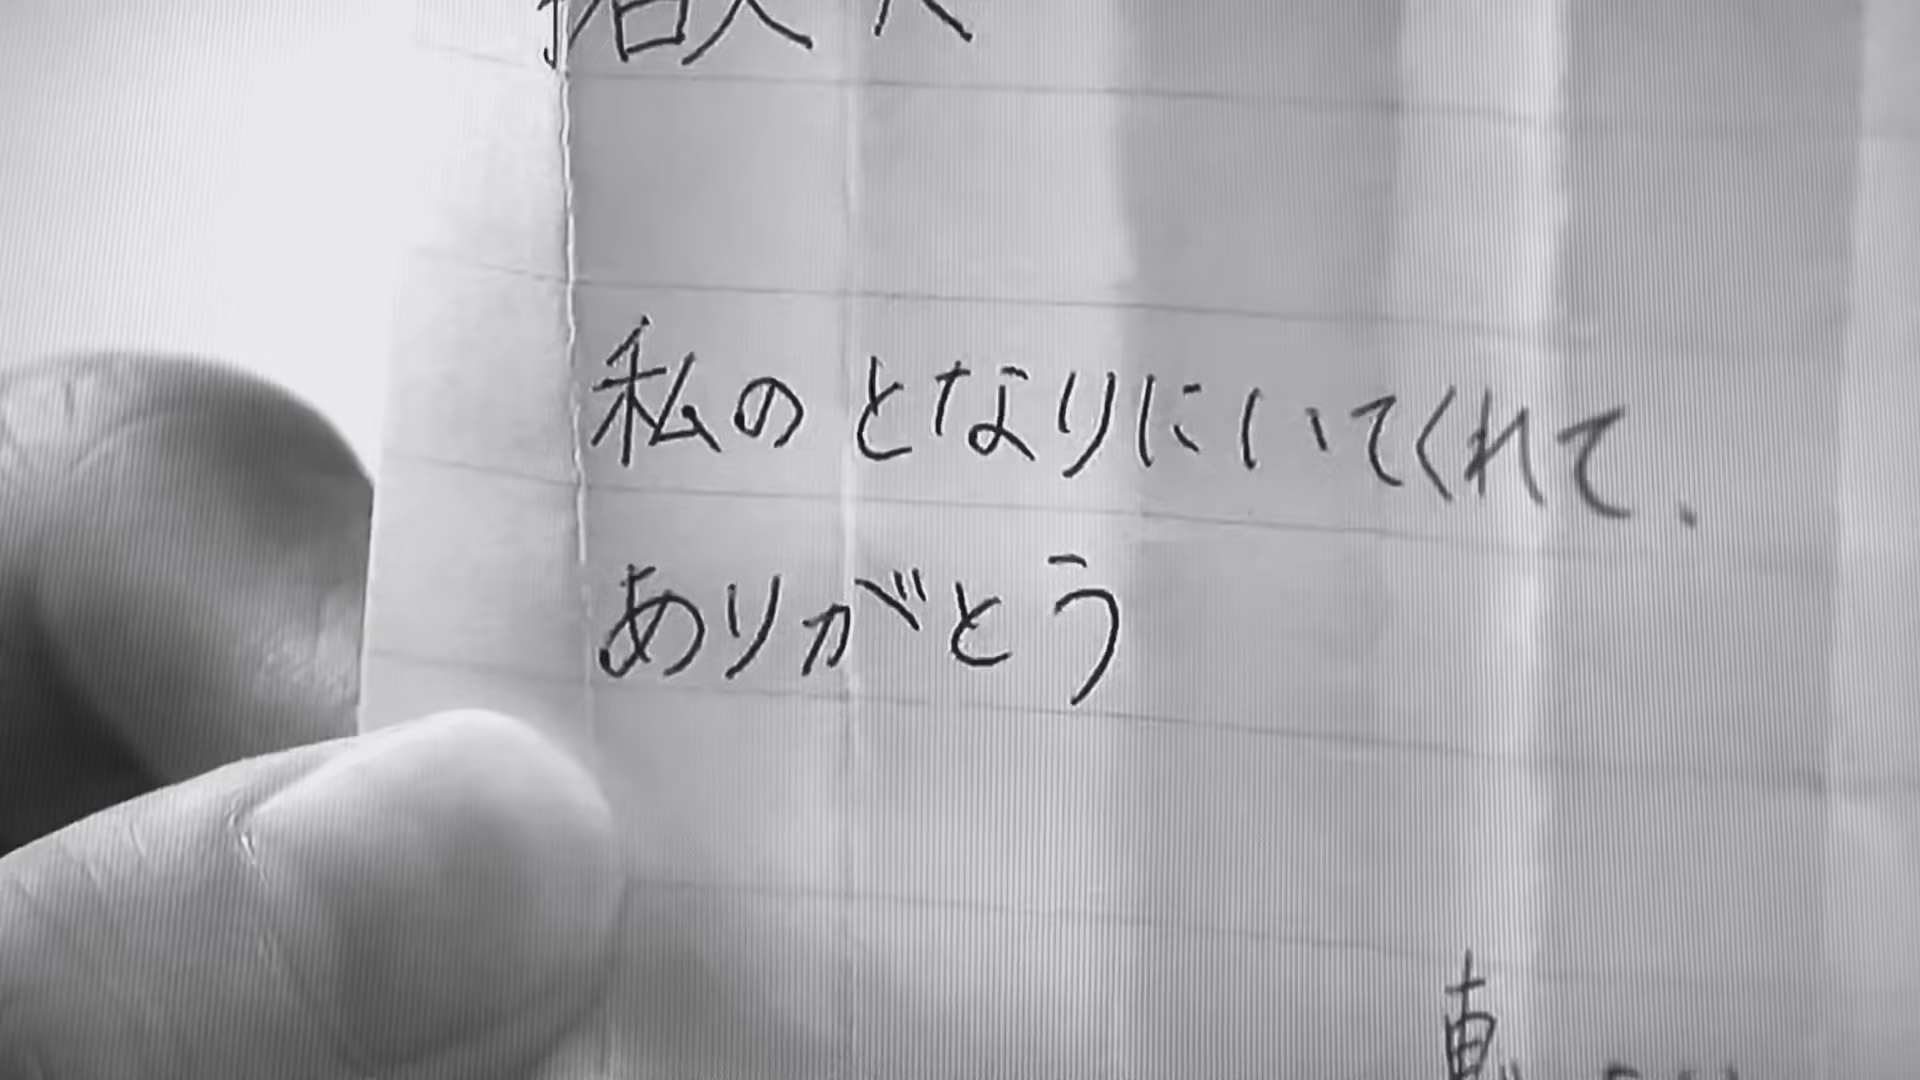 私のとなりにいてくれて、
ありがとう